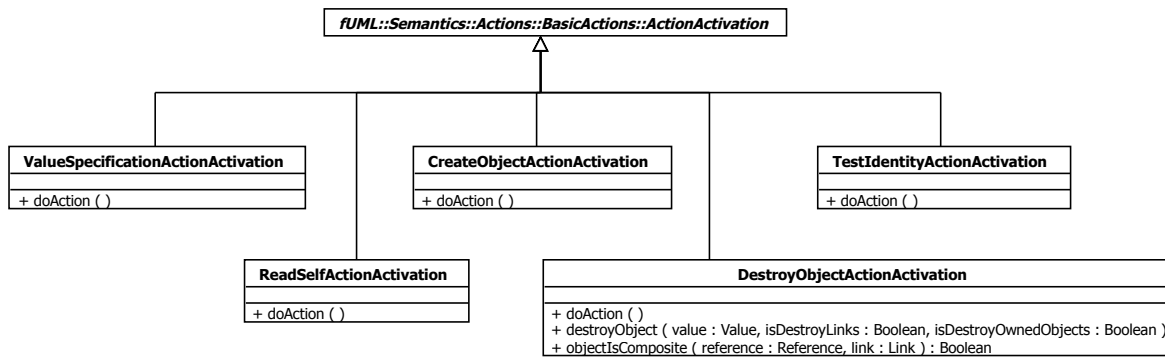 fUML::Semantics::Actions::BasicActions::ActionActivation
ValueSpecificationActionActivation
+ doAction ( )
CreateObjectActionActivation
+ doAction ( )
TestIdentityActionActivation
+ doAction ( )
ReadSelfActionActivation
+ doAction ( )
DestroyObjectActionActivation
+ doAction ( )
+ destroyObject ( value : Value, isDestroyLinks : Boolean, isDestroyOwnedObjects : Boolean )
+ objectIsComposite ( reference : Reference, link : Link ) : Boolean